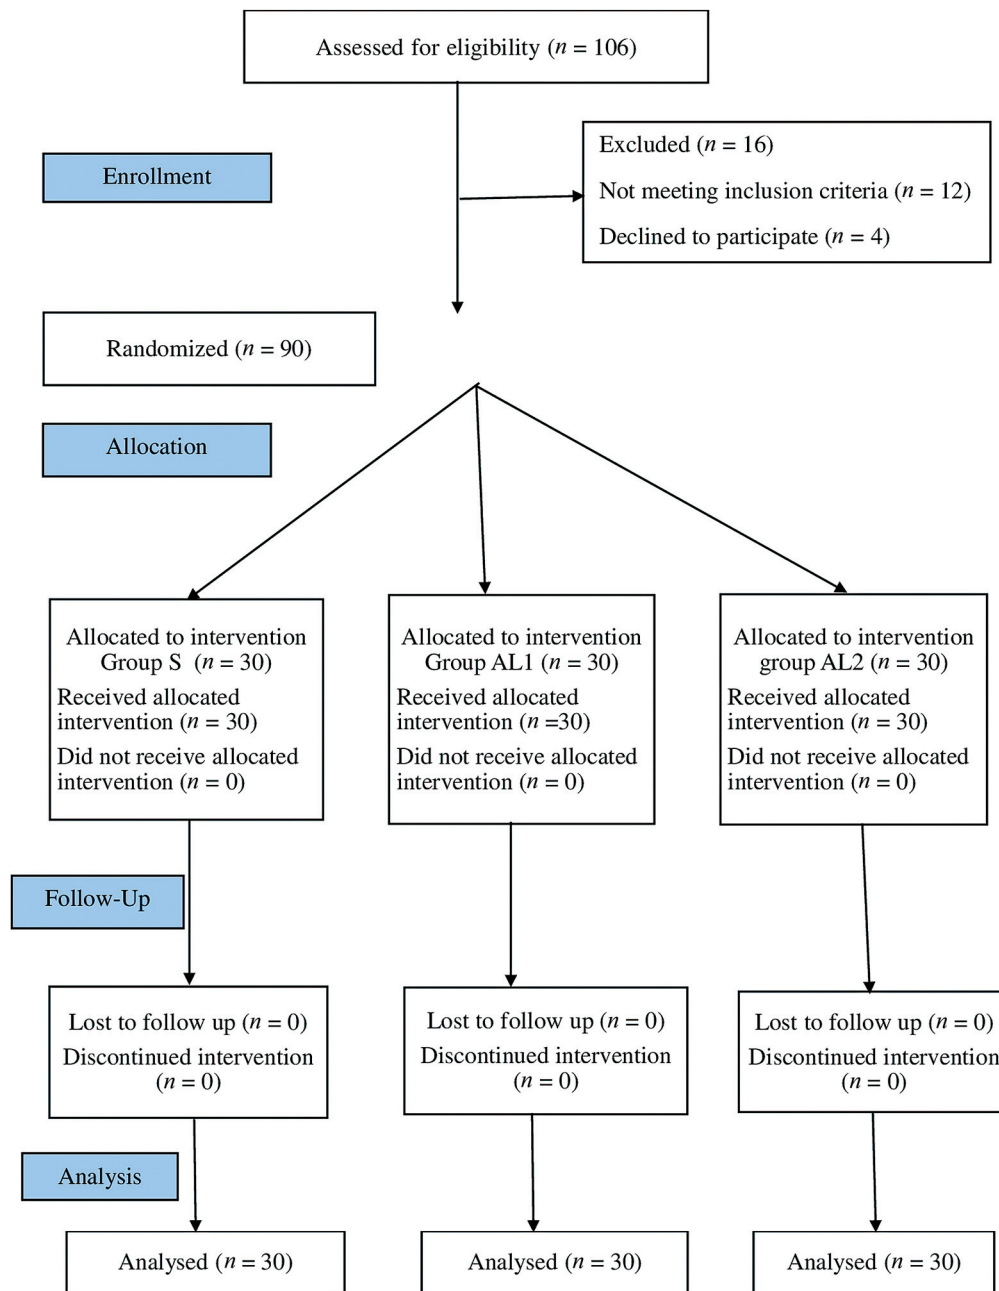 Assessed for eligibility (n = 106)
Excluded (n = 16)
Not meeting inclusion criteria (n = 12)
Declined to participate (n = 4)
Enrollment
Randomized (n = 90)
Allocation
Allocated to intervention
Group S (n = 30)
Received allocated
intervention (n = 30)
Did not receive allocated
intervention (n = 0)
Allocated to intervention
Group AL1 (n = 30)
Received allocated
intervention (n =30)
Did not receive allocated
intervention (n = 0)
Allocated to intervention
group AL2 (n = 30)
Received allocated
intervention (n = 30)
Did not receive allocated
intervention (n = 0)
Follow-Up
Lost to follow up (n = 0)
Discontinued intervention
(n = 0)
Lost to follow up (n = 0)
Discontinued intervention
(n = 0)
Lost to follow up (n = 0)
Discontinued intervention
(n = 0)
Analysis
Analysed (n = 30)
Analysed (n = 30)
Analysed (n = 30)